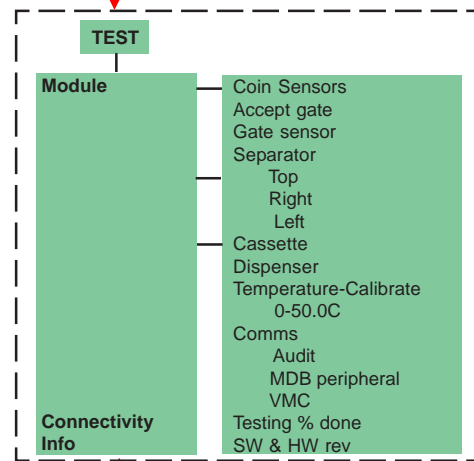 TEST
Module
Coin Sensors
Accept gate
Gate sensor
Separator
Top
Right
Left
Cassette
Dispenser
Temperature-Calibrate
0-50.0C
Comms
Audit
MDB peripheral
VMC
Connectivity
Testing % done
Info
SW & HW rev